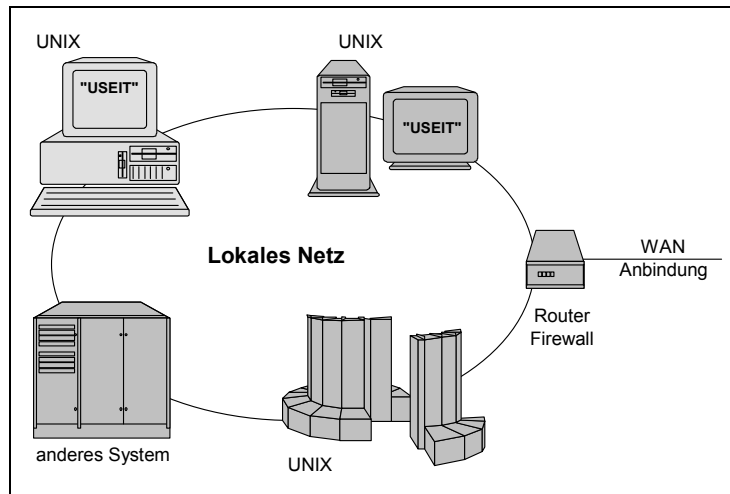 UNIX
UNIX
"USEIT"
"USEIT"
Lokales Netz
WAN
Anbindung
Router
Firewall
anderes System
UNIX